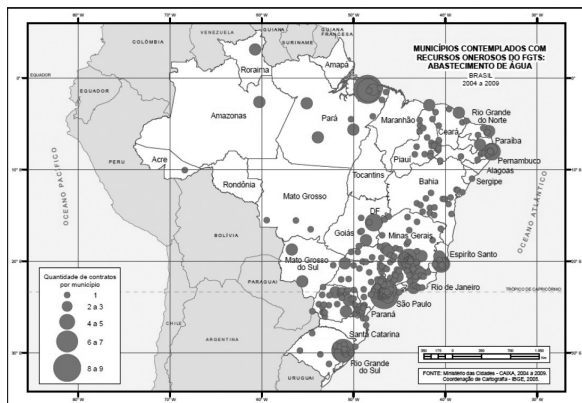 MUNICÍPIOS CONTEMPLADOS COM
RECURSOS ONEROSOS DO FGTS:
ABASTECIMENTO DE ÁGUA
BRASIL
2004 a 2009
COLÔMBIA
VENEZUELA
GUIANA
SURINAME
GUIANA
FRANCESA
EQUADOR
EQUADOR
PERU
BOLÍVIA
PARAGUAI
CHILE
ARGENTINA
URUGUAI
OCEANO PACÍFICO
OCEANO ATLÂNTICO
TRÓPICO DE CAPRICÓRNIO
Roraima
Amapá
Amazonas
Pará
Maranhão
Ceará
Rio Grande
do Norte
Paraíba
Pernambuco
Alagoas
Sergipe
Piauí
Acre
Rondônia
Tocantins
Bahia
Mato Grosso
DF
Goiás
Minas Gerais
Espírito Santo
Mato Grosso
do Sul
Rio de Janeiro
São Paulo
Paraná
Santa Catarina
Rio Grande
do Sul
Quantidade de contratos
por município
1
2 a 3
4 a 5
6 a 7
8 a 9
FONTE: Ministério das Cidades - CAIXA, 2004 a 2009.
Coordenação de Cartografia - IBGE, 2005.